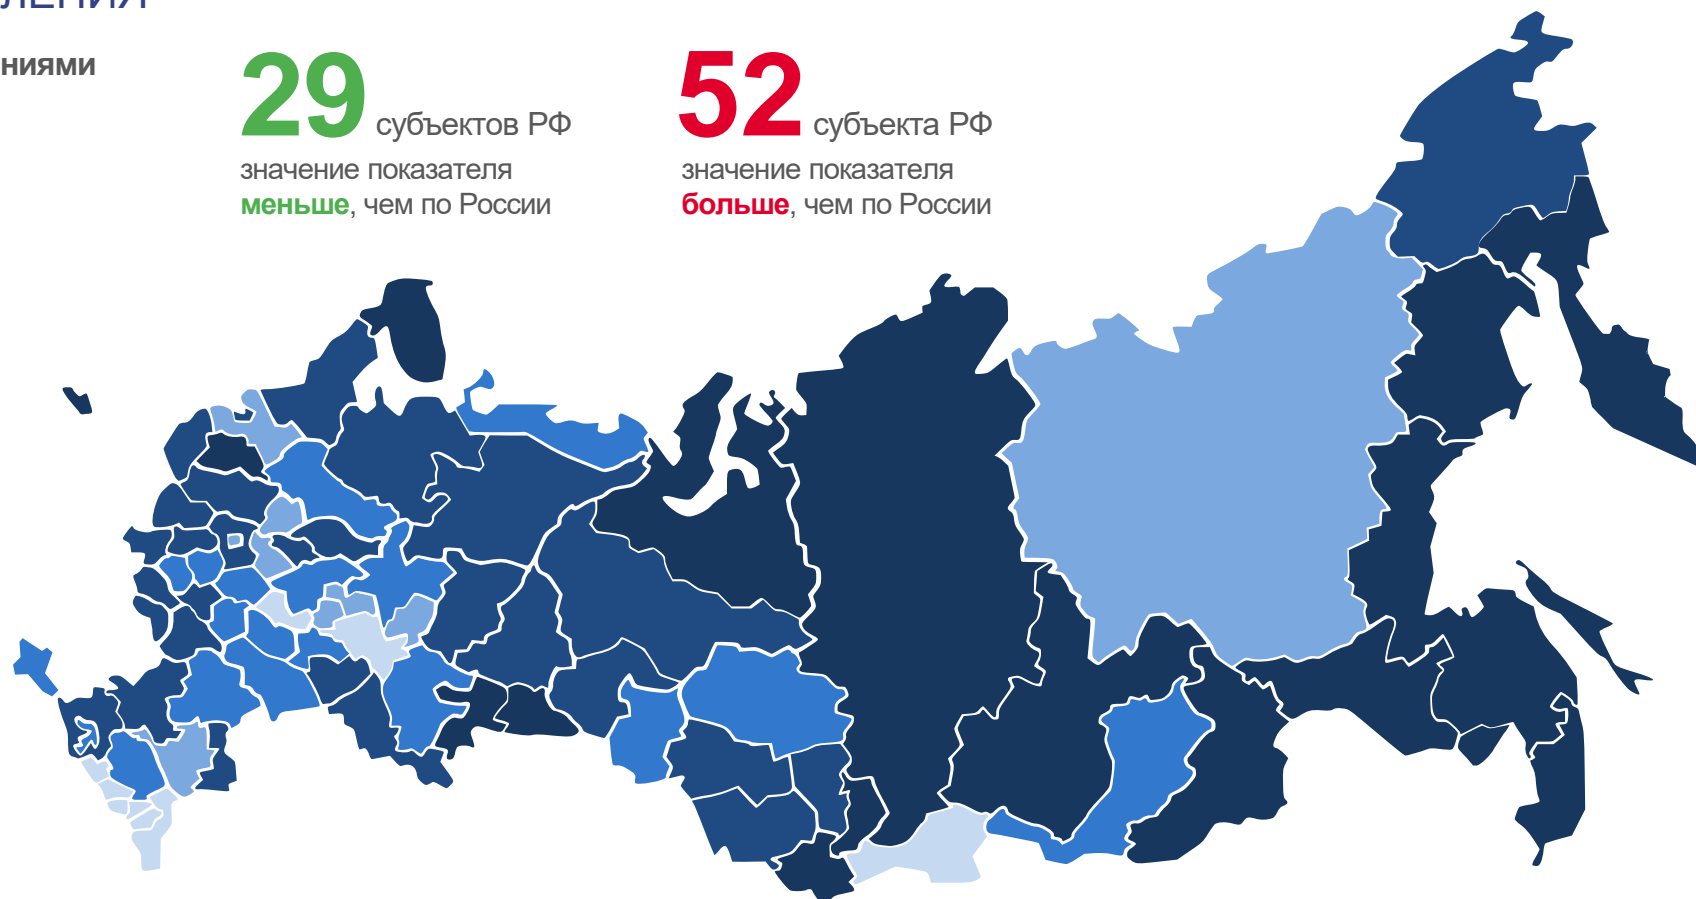 ЛЕНИЯ
ниями
29 субъектов РФ
значение показателя
меньше, чем по России
52 субъекта РФ
значение показателя
больше, чем по России